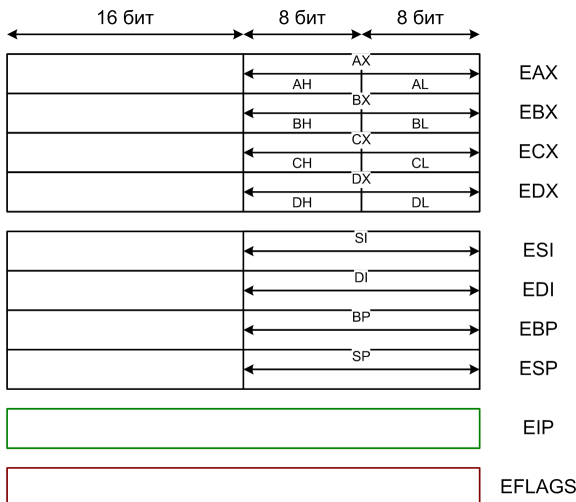 16 бит 8 бит 8 бит
AX
AH AL EAX
BX
BH BL EBX
CX
CH CL ECX
DX
DH DL EDX
SI ESI
DI EDI
BP EBP
SP ESP
EIP
EFLAGS